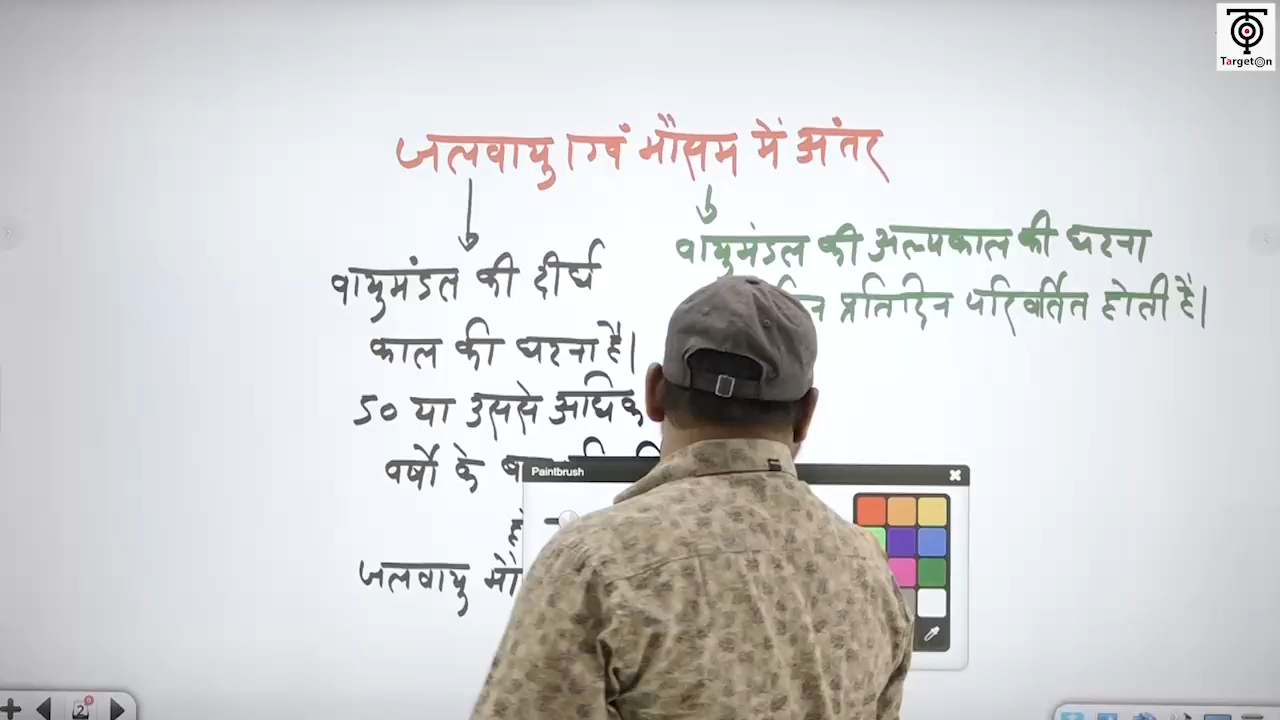 TargetOn
जलवायु एवं मौसम में अंतर
वायुमंडल की दीर्घ
काल की घटना है।
50 या उससे अधिक
वर्षो के
जलवायु
वायुमंडल की अल्पकाल की घटना
प्रतिदिन परिवर्तित होती है।
Paintbrush
2